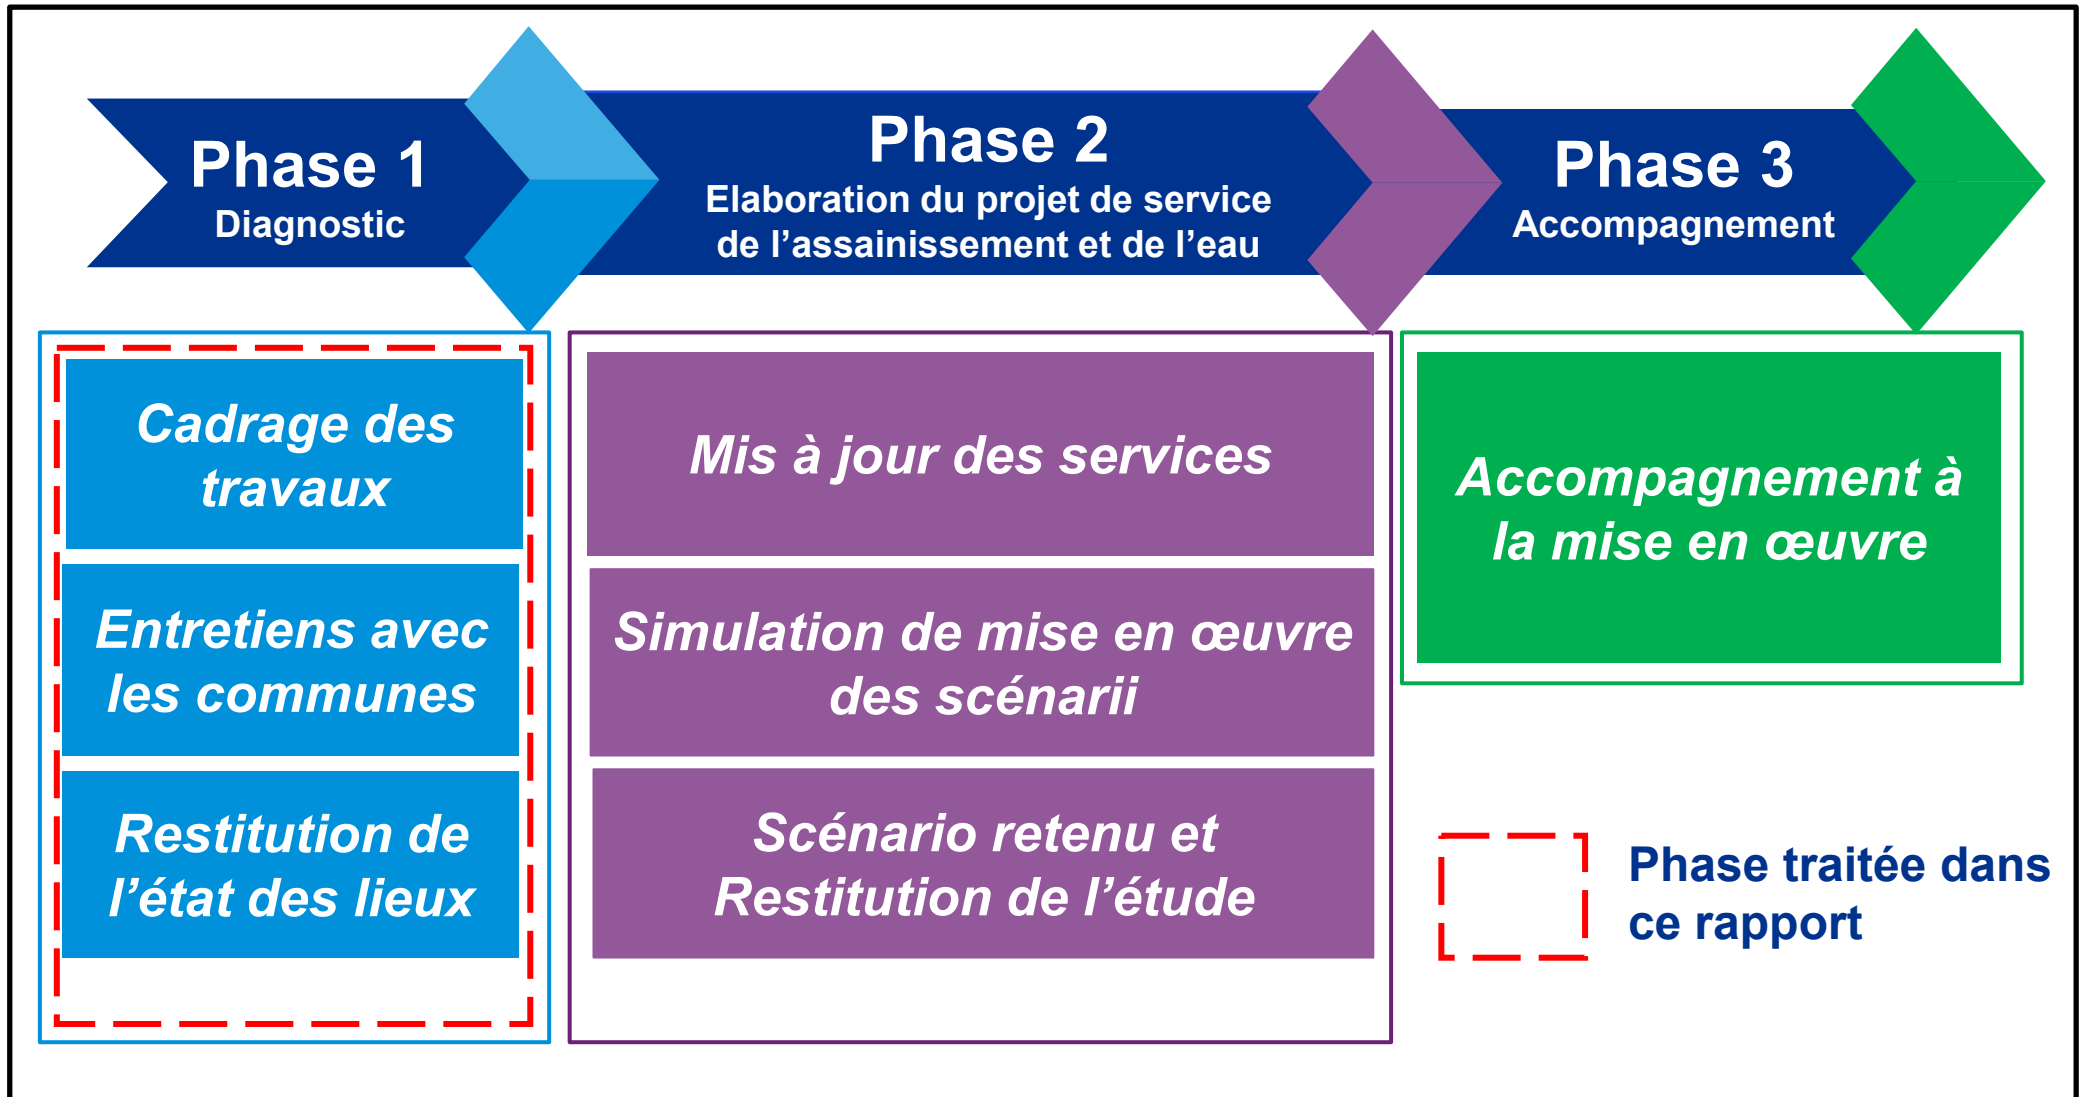 Phase 1
Diagnostic
Phase 2
Elaboration du projet de service
de l’assainissement et de l’eau
Phase 3
Accompagnement
Cadrage des
travaux
Entretiens avec
les communes
Restitution de
l’état des lieux
Mis à jour des services
Simulation de mise en œuvre
des scénarii
Scénario retenu et
Restitution de l’étude
Accompagnement à
la mise en œuvre
Phase traitée dans
ce rapport